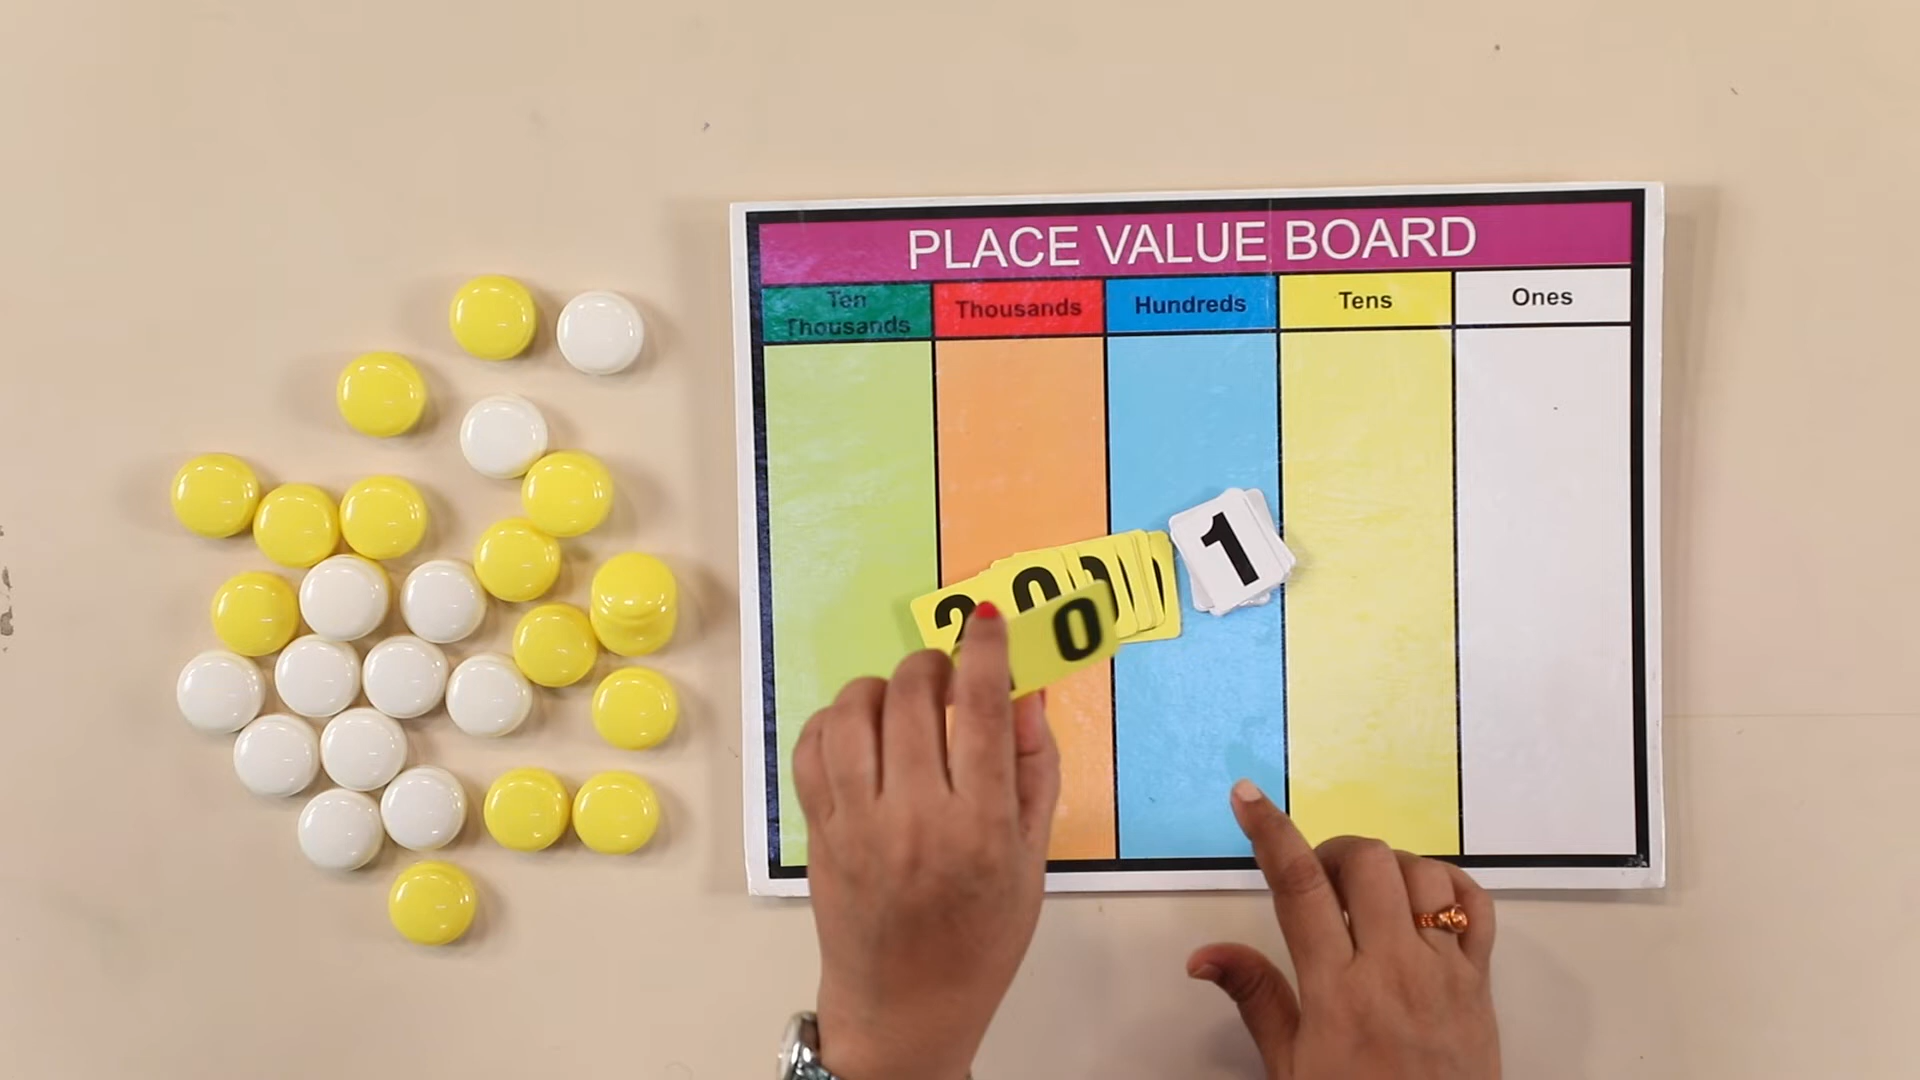 PLACE VALUE BOARD
Ten Thousands Thousands Hundreds Tens Ones
1
2 0
0